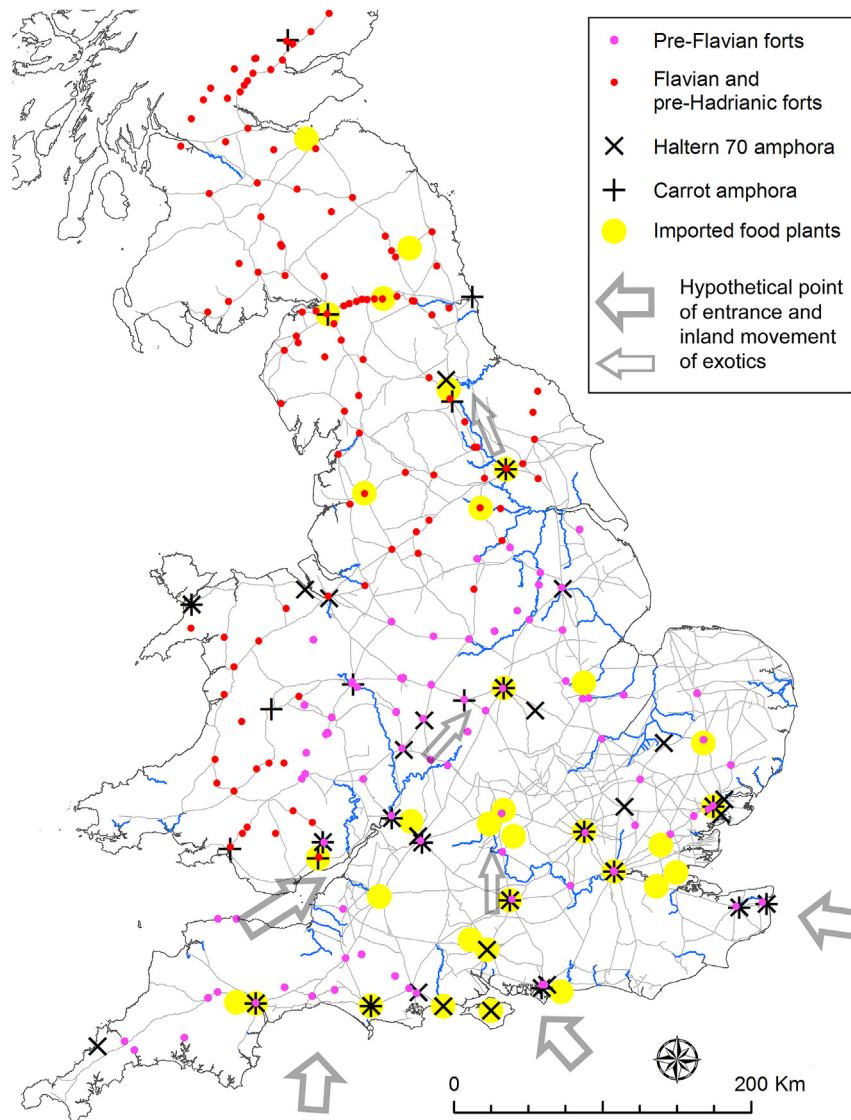 Pre-Flavian forts
Flavian and
pre-Hadrianic forts
Haltern 70 amphora
Carrot amphora
Imported food plants
Hypothetical point
of entrance and
inland movement
of exotics
0
200 Km